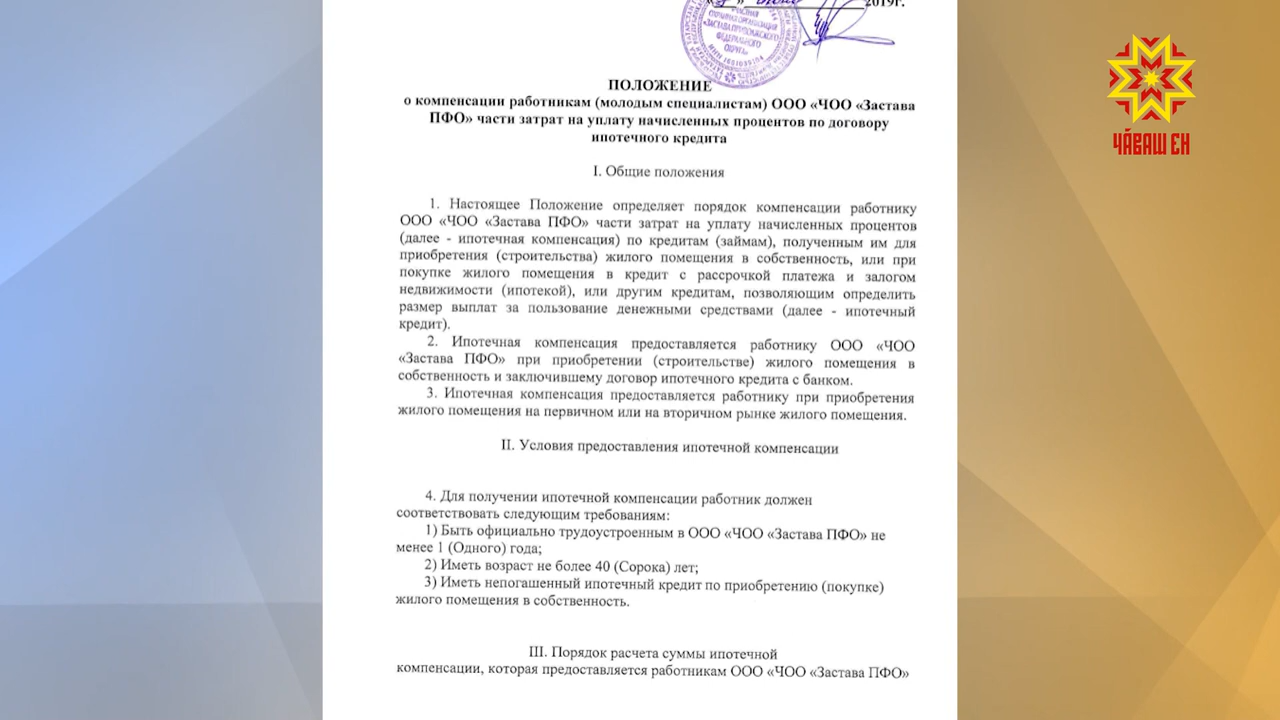 2019г.
ЧАСТНАЯ
ОХРАННАЯ ОРГАНИЗАЦИЯ
«ЗАСТАВА ПРИВОЛЖСКОГО
ФЕДЕРАЛЬНОГО
ОКРУГА»
ПОЛОЖЕНИЕ
о компенсации работникам (молодым специалистам) ООО «ЧОО «Застава
ПФО» части затрат на уплату начисленных процентов по договору
ипотечного кредита
I. Общие положения
1. Настоящее Положение определяет порядок компенсации работнику
ООО «ЧОО «Застава ПФО» части затрат на уплату начисленных процентов
(далее - ипотечная компенсация) по кредитам (займам), полученным им для
приобретения (строительства) жилого помещения в собственность, или при
покупке жилого помещения в кредит с рассрочкой платежа и залогом
недвижимости (ипотекой), или другим кредитам, позволяющим определить
размер выплат за пользование денежными средствами (далее - ипотечный
кредит).
2. Ипотечная компенсация предоставляется работнику ООО «ЧОО
«Застава ПФО» при приобретении (строительстве) жилого помещения в
собственность и заключившему договор ипотечного кредита с банком.
3. Ипотечная компенсация предоставляется работнику при приобретения
жилого помещения на первичном или на вторичном рынке жилого помещения.
II. Условия предоставления ипотечной компенсации
4. Для получении ипотечной компенсации работник должен
соответствовать следующим требованиям:
1) Быть официально трудоустроенным в ООО «ЧОО «Застава ПФО» не
менее 1 (Одного) года;
2) Иметь возраст не более 40 (Сорока) лет;
3) Иметь непогашенный ипотечный кредит по приобретению (покупке)
жилого помещения в собственность.
III. Порядок расчета суммы ипотечной
компенсации, которая предоставляется работникам ООО «ЧОО «Застава ПФО»
ЧӐВАШ ЕН